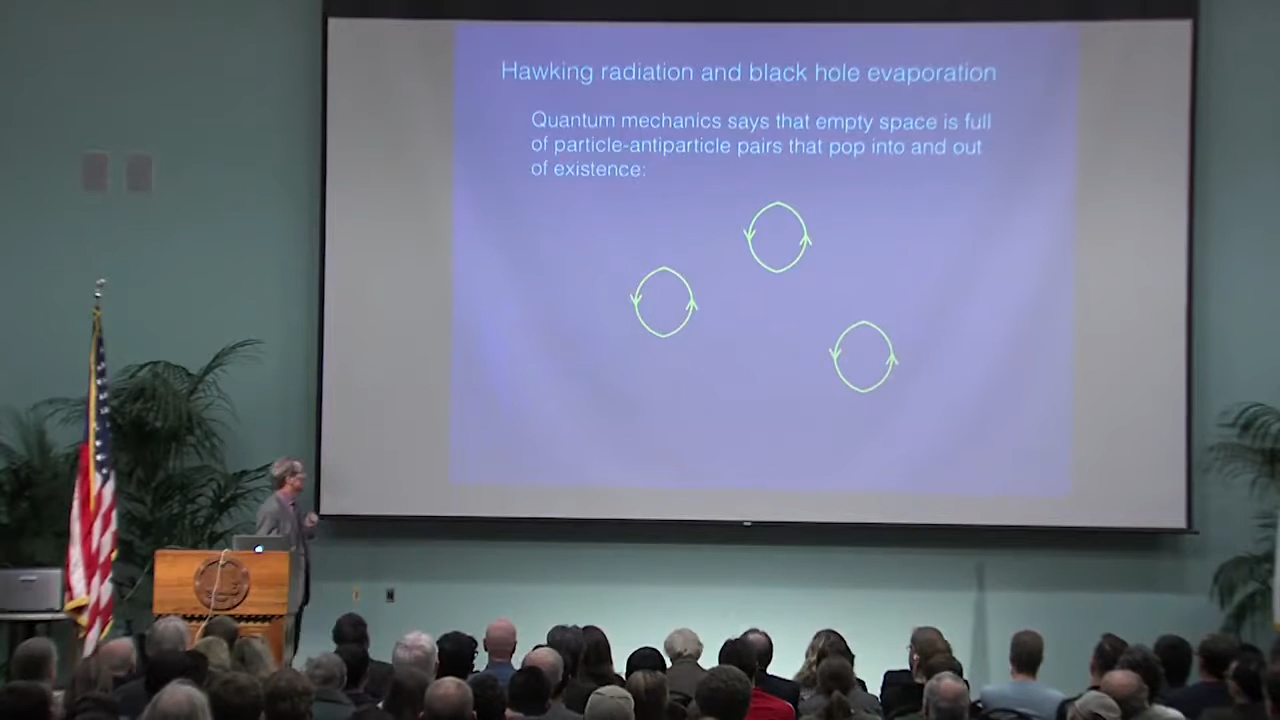 Hawking radiation and black hole evaporation
Quantum mechanics says that empty space is full
of particle-antiparticle pairs that pop into and out
of existence: